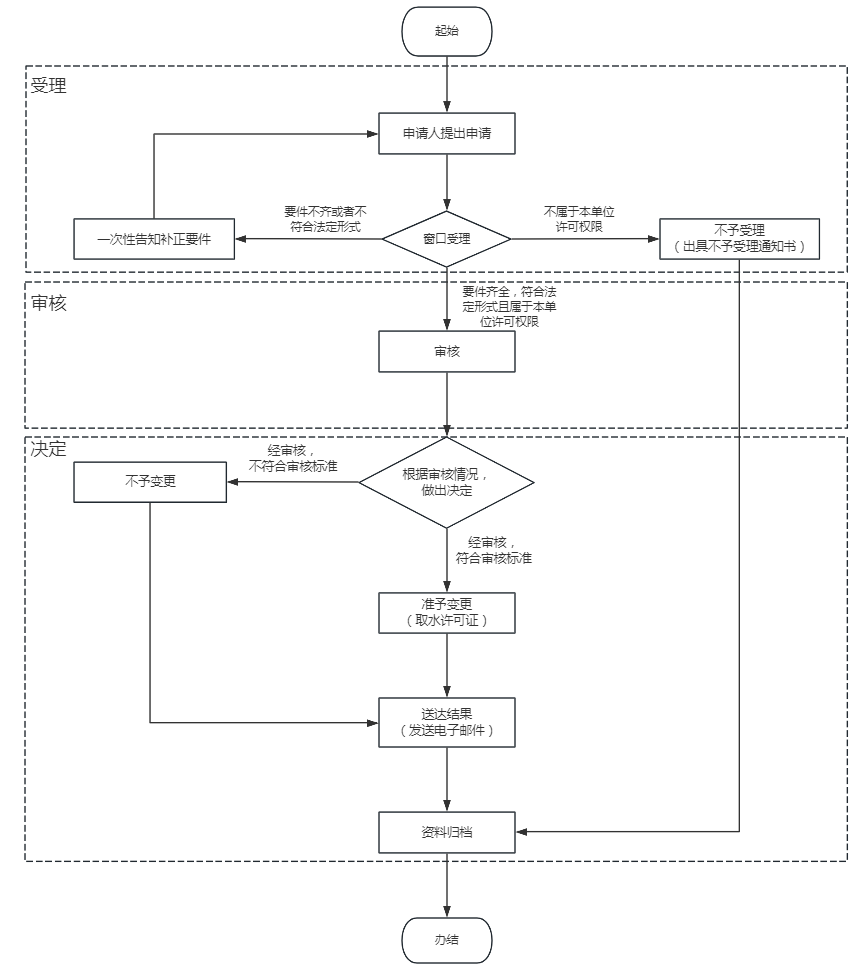 起始
受理
申请人提出申请
要件不齐或者不
符合法定形式
不属于本单位
许可权限
一次性告知补正要件
窗口受理
不予受理
（出具不予受理通知书）
审核
要件齐全，符合法
定形式且属于本单
位许可权限
审核
决定
经审核，
不符合审核标准
不予变更
根据审核情况，
做出决定
经审核，
符合审核标准
准予变更
（取水许可证）
送达结果
（发送电子邮件）
资料归档
办结